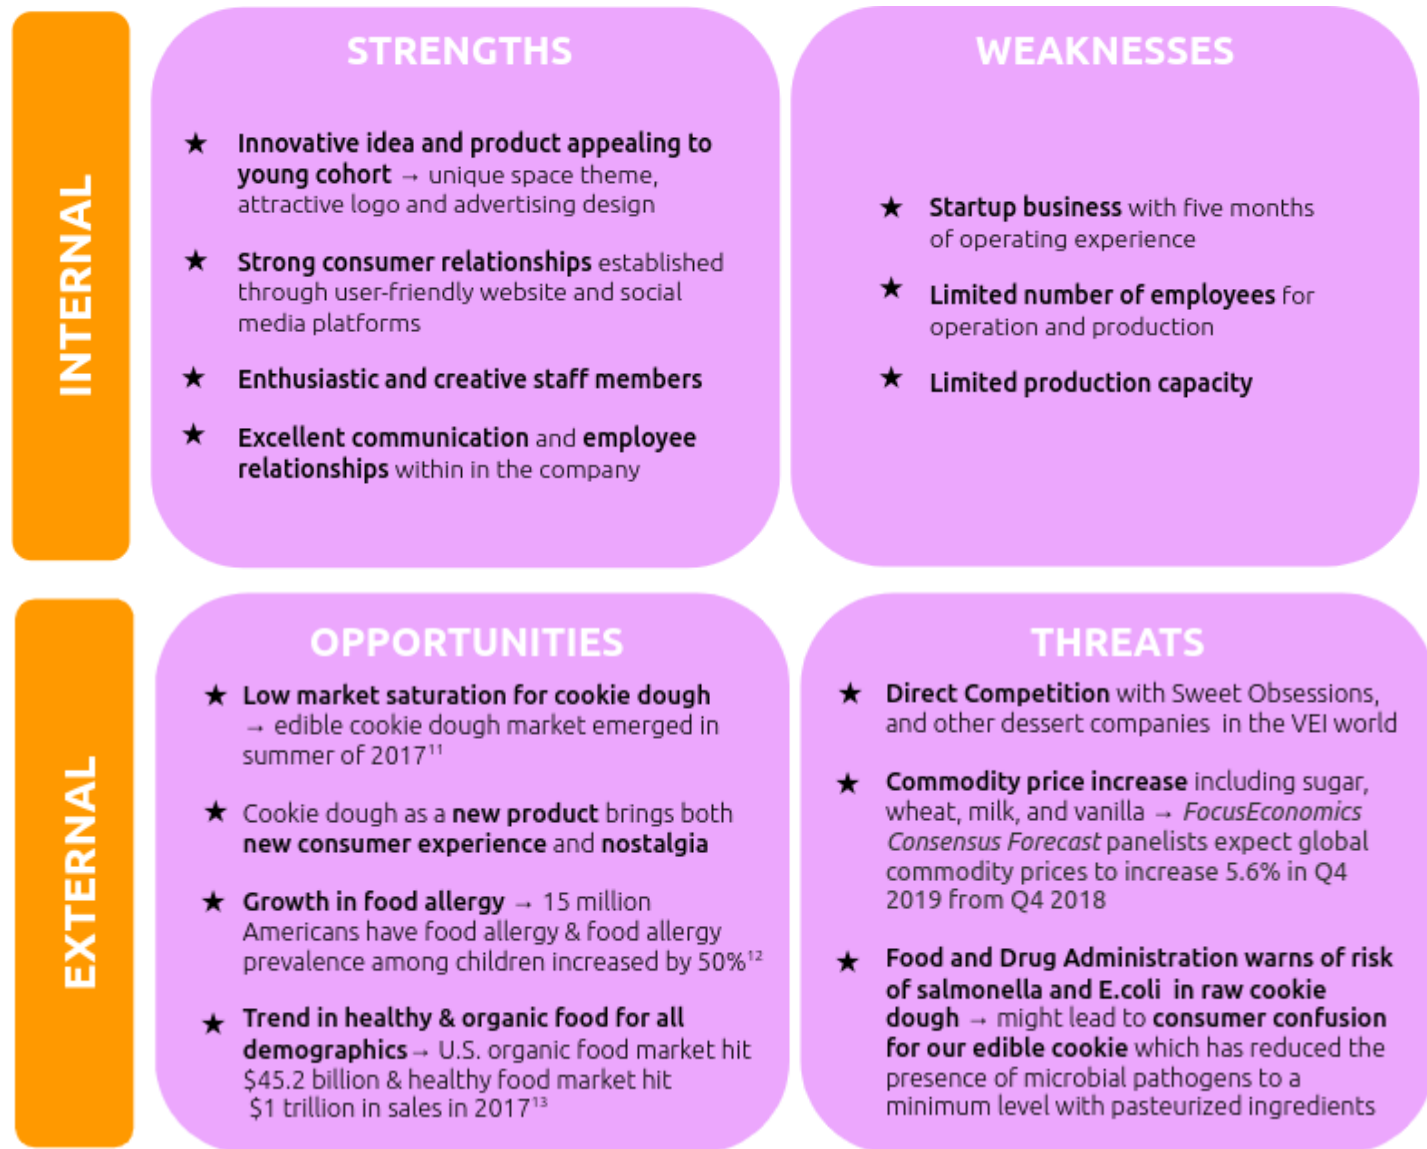 INTERNAL
STRENGTHS
★ Innovative idea and product appealing to
young cohort → unique space theme,
attractive logo and advertising design
★ Strong consumer relationships established
through user-friendly website and social
media platforms
★ Enthusiastic and creative staff members
★ Excellent communication and employee
relationships within in the company
WEAKNESSES
★ Startup business with five months
of operating experience
★ Limited number of employees for
operation and production
★ Limited production capacity
EXTERNAL
OPPORTUNITIES
★ Low market saturation for cookie dough
→ edible cookie dough market emerged in
summer of 2017¹¹
★ Cookie dough as a new product brings both
new consumer experience and nostalgia
★ Growth in food allergy → 15 million
Americans have food allergy & food allergy
prevalence among children increased by 50%¹²
★ Trend in healthy & organic food for all
demographics → U.S. organic food market hit
$45.2 billion & healthy food market hit
$1 trillion in sales in 2017¹³
THREATS
★ Direct Competition with Sweet Obsessions,
and other dessert companies in the VEI world
★ Commodity price increase including sugar,
wheat, milk, and vanilla → FocusEconomics
Consensus Forecast panelists expect global
commodity prices to increase 5.6% in Q4
2019 from Q4 2018
★ Food and Drug Administration warns of risk
of salmonella and E.coli in raw cookie
dough → might lead to consumer confusion
for our edible cookie which has reduced the
presence of microbial pathogens to a
minimum level with pasteurized ingredients